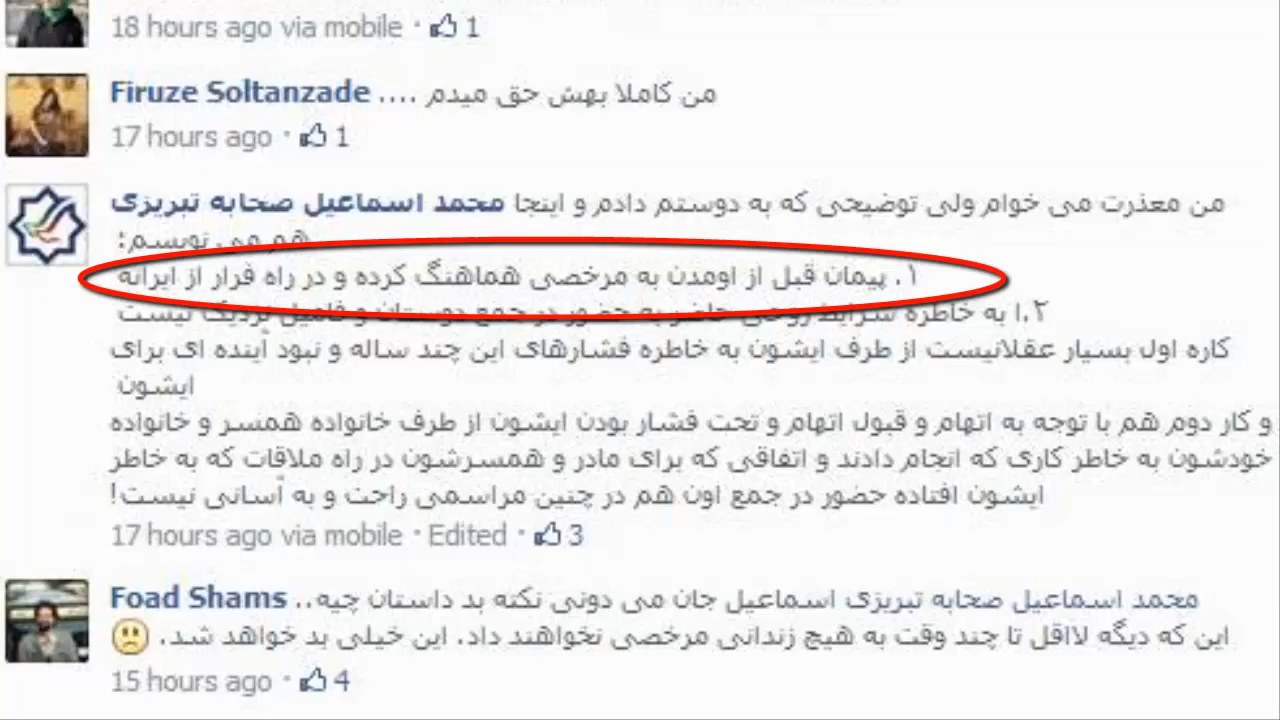 18 hours ago via mobile · 1
Firuze Soltanzade من کاملا بهش حق میدم ....
17 hours ago · 1
محمد اسماعیل صحابه تبریزی من معذرت می خوام ولی توضیحی که به دوستم دادم و اینجا
هم می نویسم:
۱. پیمان قبل از اومدن به مرخصی هماهنگ کرده و در راه فرار از ایرانه
۲.ا به خاطره شرایط روحی حاضر به حضور در جمع دوستان و فامیل نزدیک نیست
کاره اول بسیار عقلانیست از طرف ایشون به خاطره فشارهای این چند ساله و نبود آینده ای برای
ایشون
و کار دوم هم با توجه به اتهام و قبول اتهام و تحت فشار بودن ایشون از طرف خانواده همسر و خانواده
خودشون به خاطر کاری که انجام دادند و اتفاقی که برای مادر و همسرشون در راه ملاقات که به خاطر
ایشون افتاده حضور در جمع اون هم در چنین مراسمی راحت و به آسانی نیست!
17 hours ago via mobile · Edited · 3
Foad Shams محمد اسماعیل صحابه تبریزی اسماعیل جان می دونی نکته بد داستان چیه..
این که دیگه لااقل تا چند وقت به هیچ زندانی مرخصی نخواهند داد. این خیلی بد خواهد شد.
15 hours ago · 4